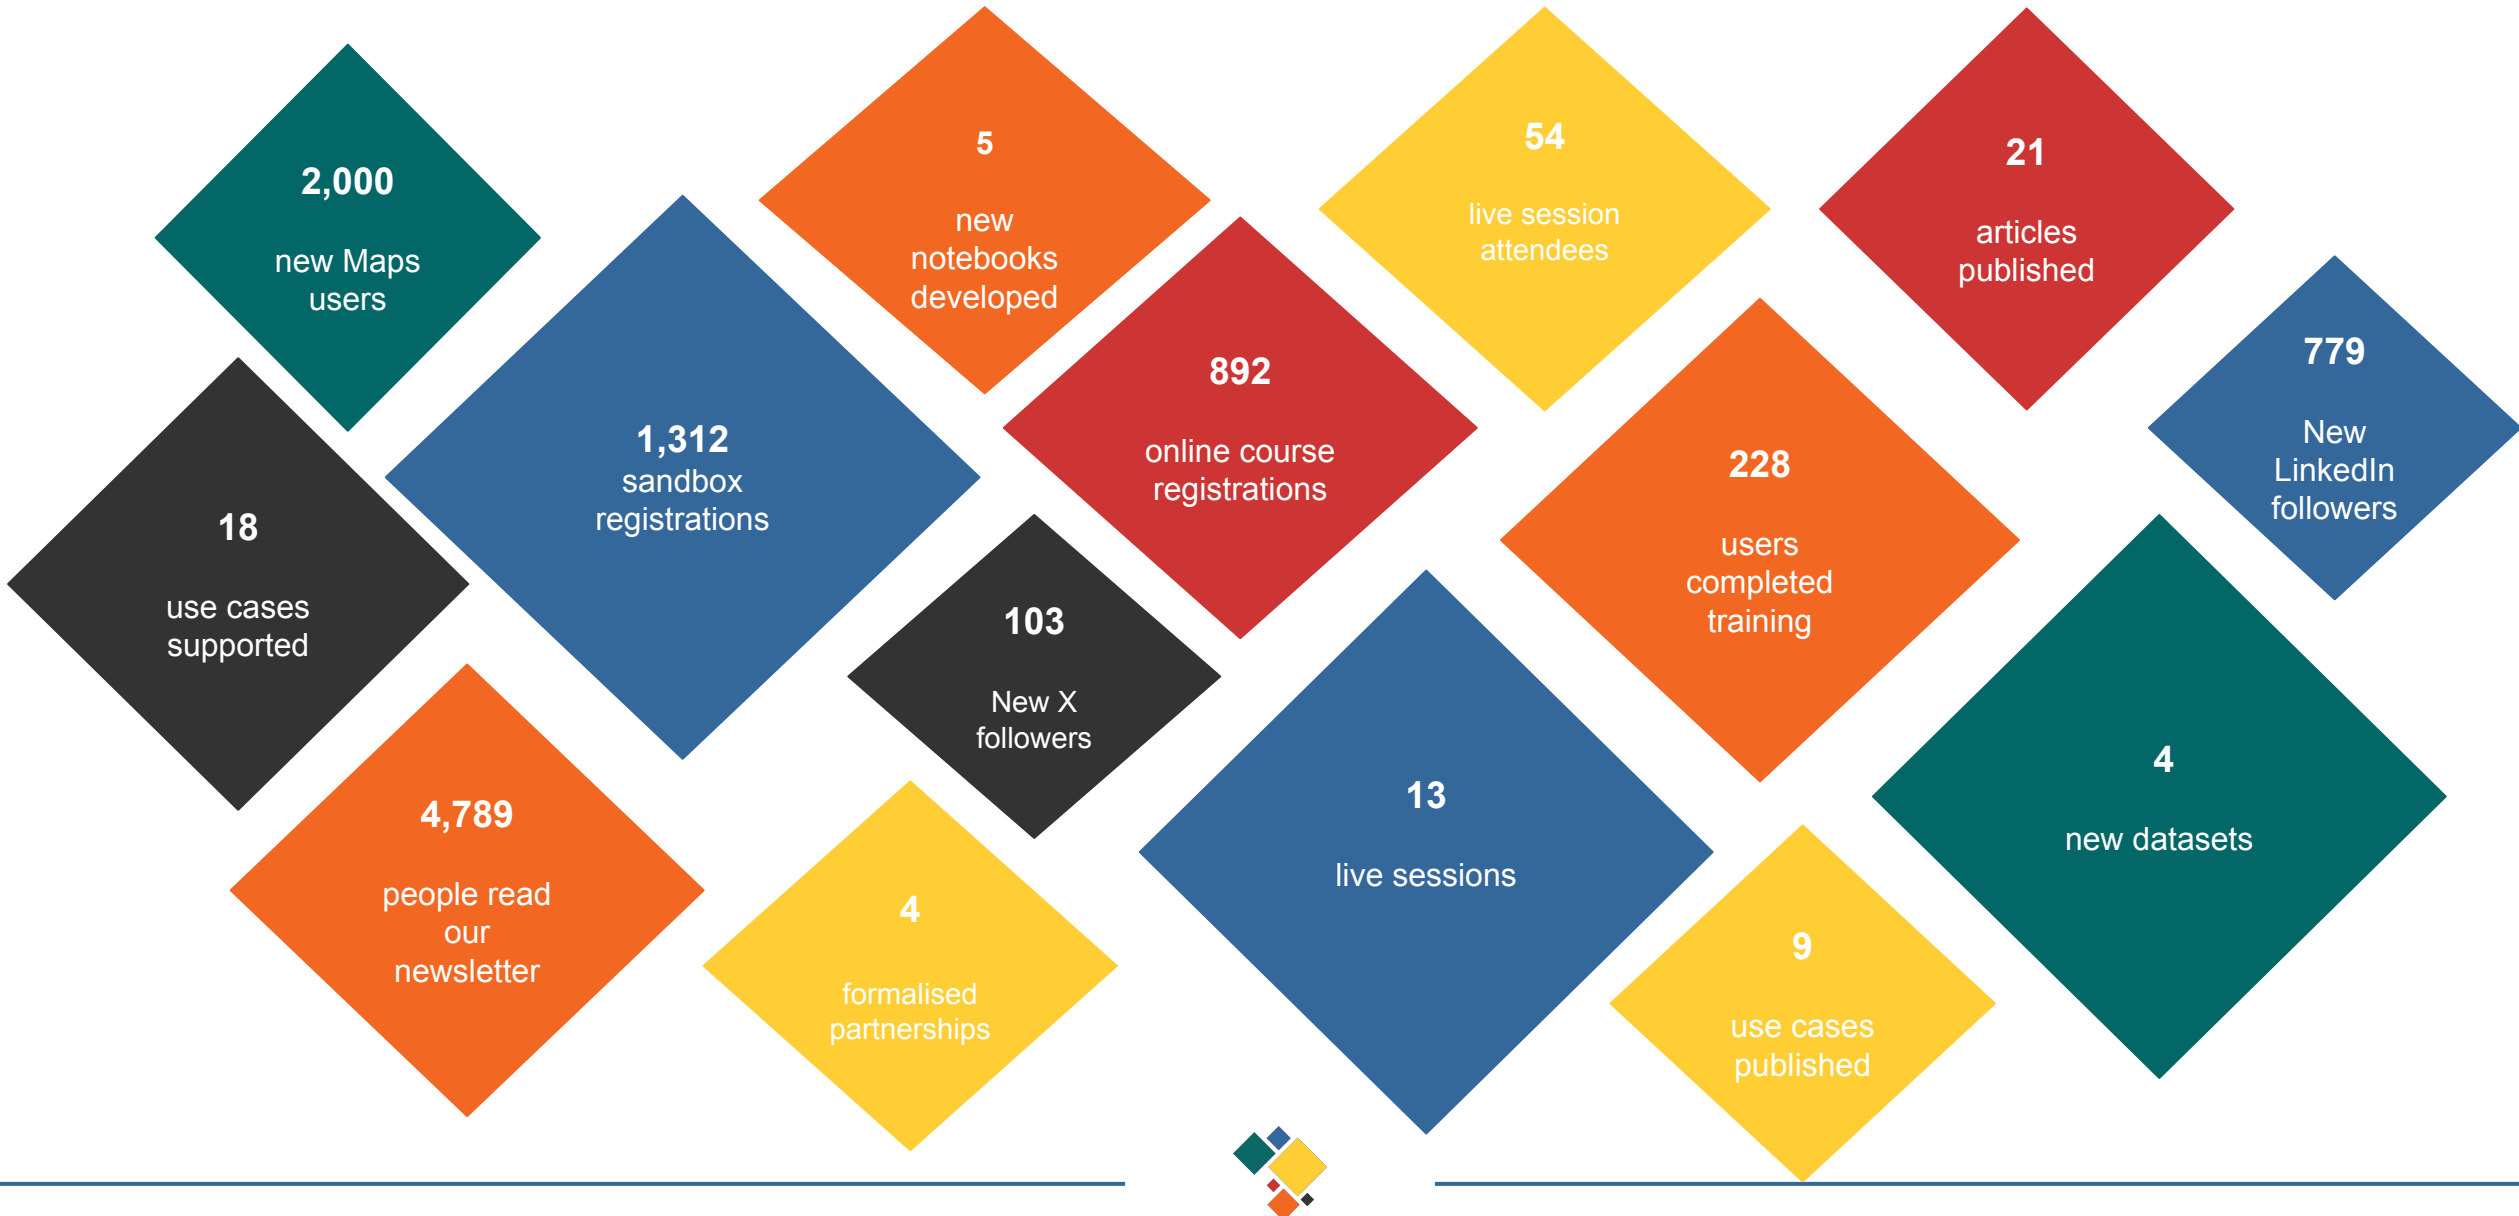 2,000
new Maps
users
5
new
notebooks
developed
54
live session
attendees
21
articles
published
1,312
sandbox
registrations
892
online course
registrations
228
users
completed
training
779
New
LinkedIn
followers
18
use cases
supported
103
New X
followers
4,789
people read
our
newsletter
4
formalised
partnerships
13
live sessions
9
use cases
published
4
new datasets